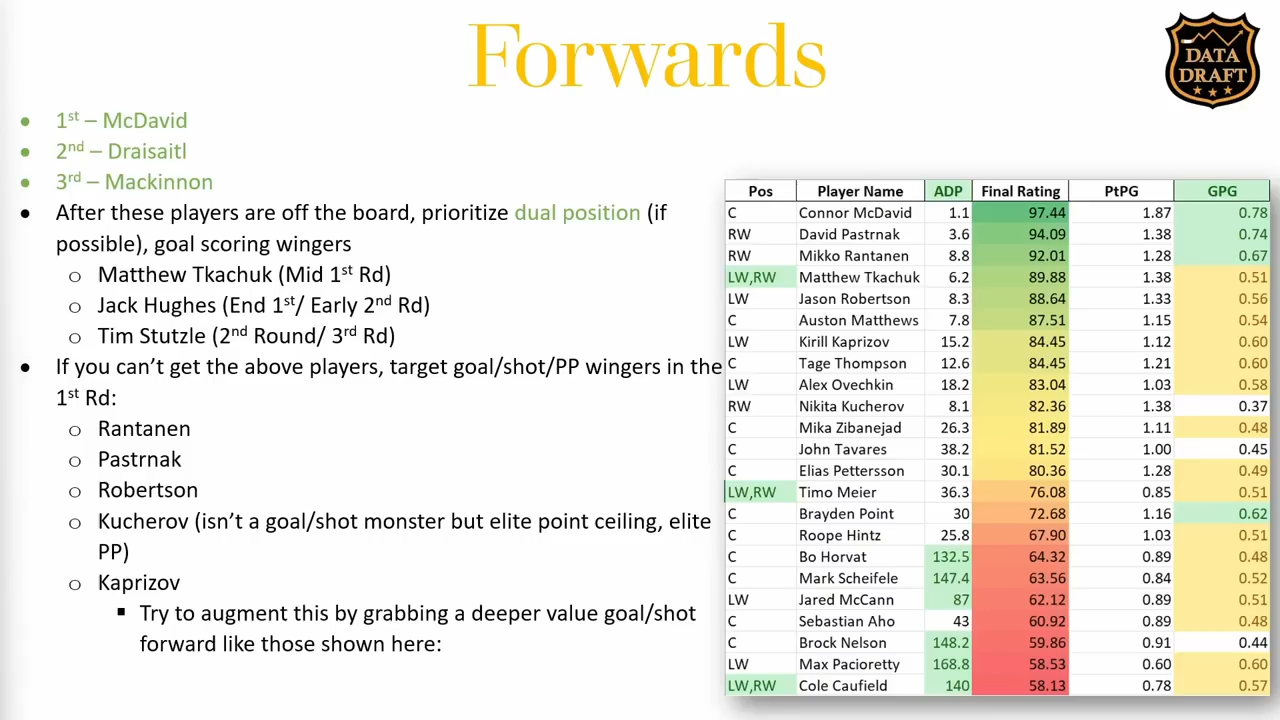 Forwards
DATA
DRAFT
• 1st – McDavid
• 2nd – Draisaitl
• 3rd – Mackinnon
• After these players are off the board, prioritize dual position (if
possible), goal scoring wingers
o Matthew Tkachuk (Mid 1st Rd)
o Jack Hughes (End 1st/ Early 2nd Rd)
o Tim Stutzle (2nd Round/ 3rd Rd)
• If you can’t get the above players, target goal/shot/PP wingers in the
1st Rd:
o Rantanen
o Pastrnak
o Robertson
o Kucherov (isn’t a goal/shot monster but elite point ceiling, elite
PP)
o Kaprizov
▪ Try to augment this by grabbing a deeper value goal/shot
forward like those shown here:
Pos Player Name ADP Final Rating PtPG GPG
C Connor McDavid 1.1 97.44 1.87 0.78
RW David Pastrnak 3.6 94.09 1.38 0.74
RW Mikko Rantanen 8.8 92.01 1.28 0.67
LW,RW Matthew Tkachuk 6.2 89.88 1.38 0.51
LW Jason Robertson 8.3 88.64 1.33 0.56
C Auston Matthews 7.8 87.51 1.15 0.54
LW Kirill Kaprizov 15.2 84.45 1.12 0.60
C Tage Thompson 12.6 84.45 1.21 0.60
LW Alex Ovechkin 18.2 83.04 1.03 0.58
RW Nikita Kucherov 8.1 82.36 1.38 0.37
C Mika Zibanejad 26.3 81.89 1.11 0.48
C John Tavares 38.2 81.52 1.00 0.45
C Elias Pettersson 30.1 80.36 1.28 0.49
LW,RW Timo Meier 36.3 76.08 0.85 0.51
C Brayden Point 30 72.68 1.16 0.62
C Roope Hintz 25.8 67.90 1.03 0.51
C Bo Horvat 132.5 64.32 0.89 0.48
C Mark Scheifele 147.4 63.56 0.84 0.52
LW Jared McCann 87 62.12 0.89 0.51
C Sebastian Aho 43 60.92 0.89 0.48
C Brock Nelson 148.2 59.86 0.91 0.44
LW Max Pacioretty 168.8 58.53 0.60 0.60
LW,RW Cole Caufield 140 58.13 0.78 0.57